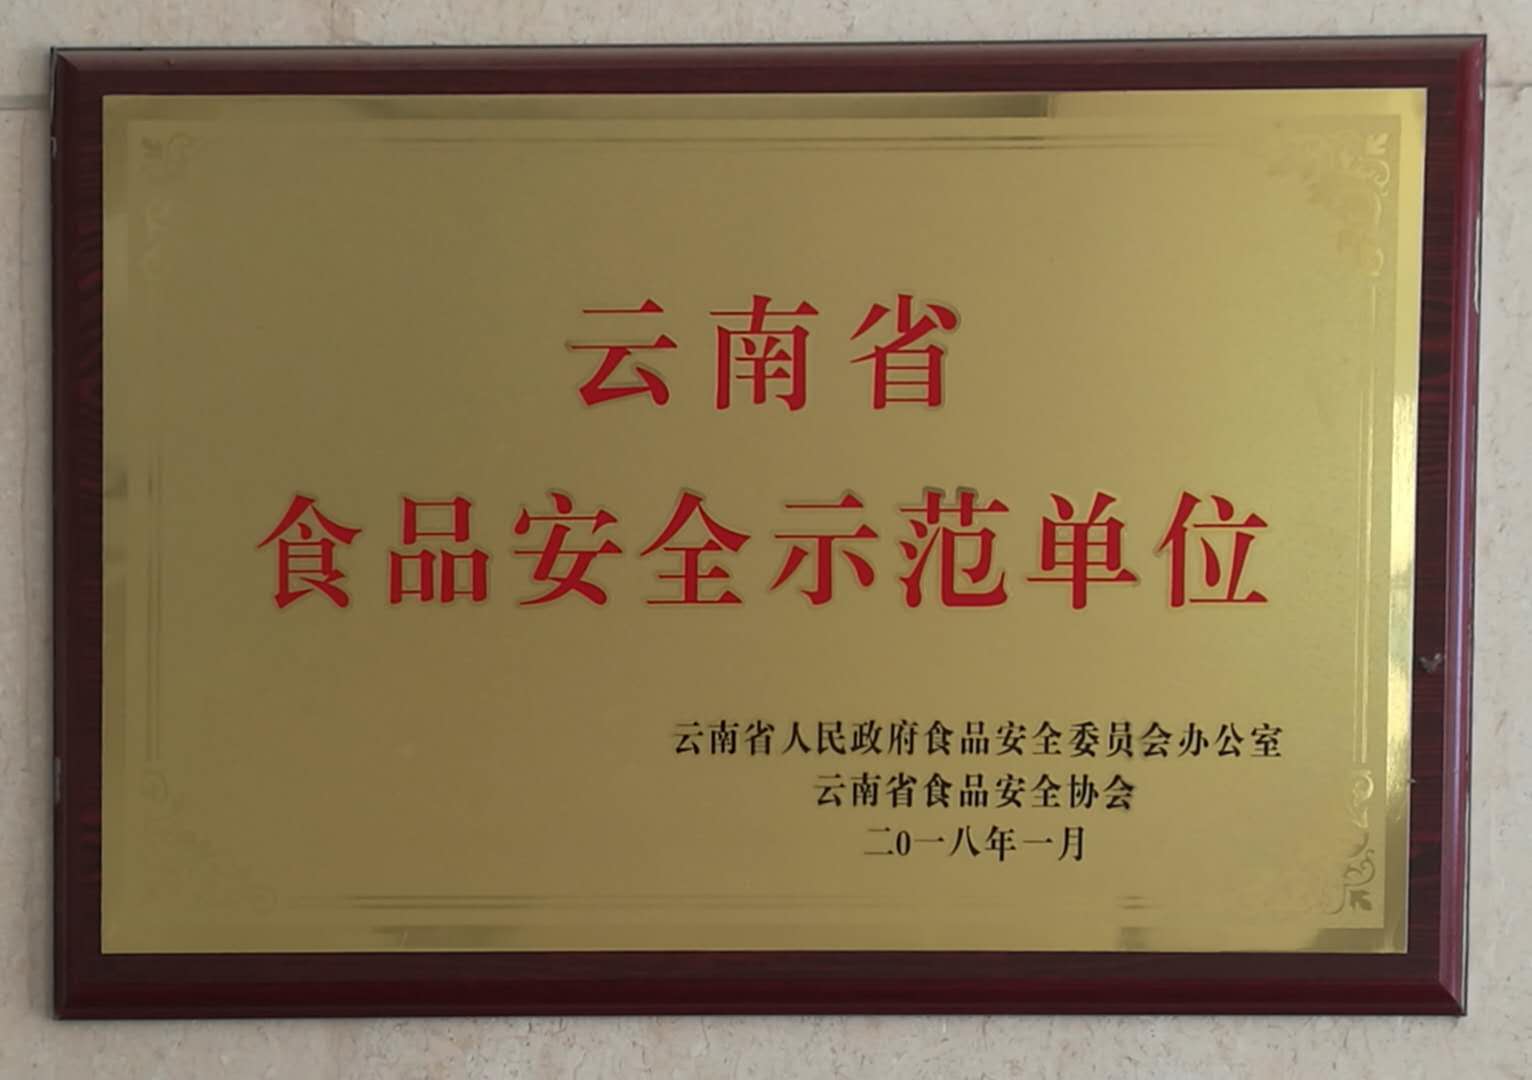 云南省
食品安全示范单位
云南省人民政府食品安全委员会办公室
云南省食品安全协会
二0一八年一月